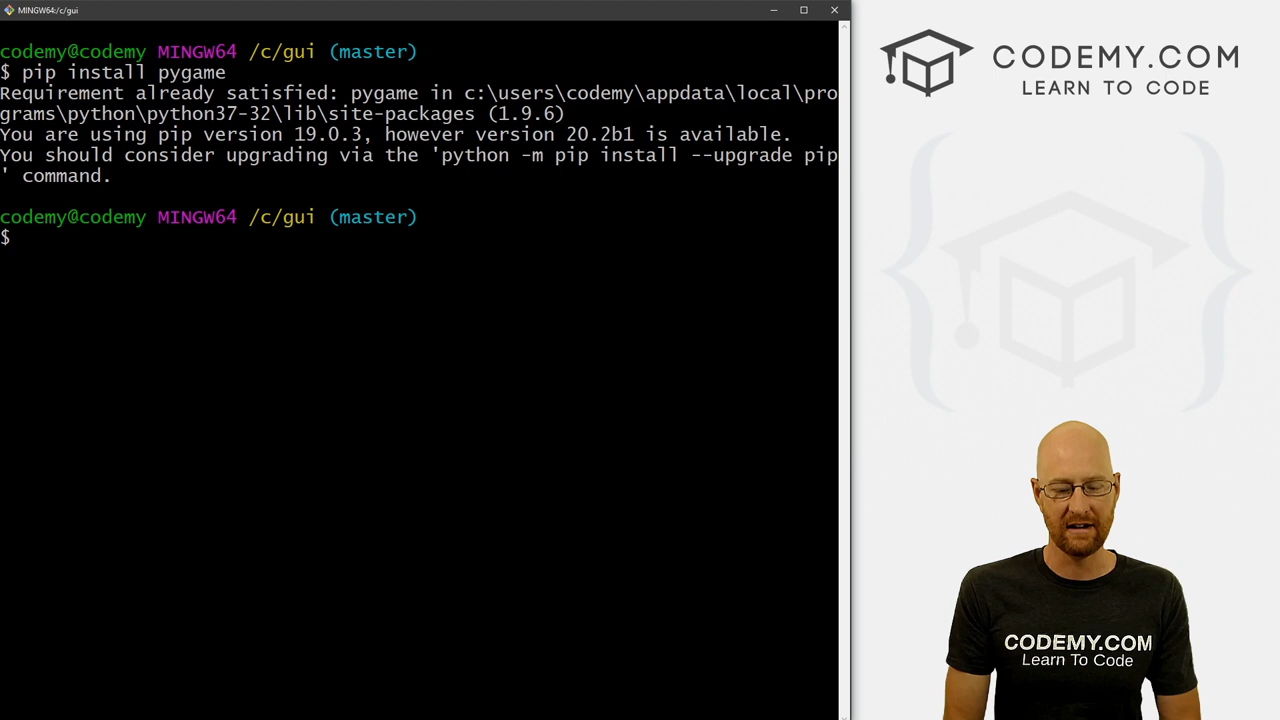 MINGW64:/c/gui
codemy@codemy MINGW64 /c/gui (master)
$ pip install pygame
Requirement already satisfied: pygame in c:\users\codemy\appdata\local\pro
grams\python\python37-32\lib\site-packages (1.9.6)
You are using pip version 19.0.3, however version 20.2b1 is available.
You should consider upgrading via the 'python -m pip install --upgrade pip
' command.
codemy@codemy MINGW64 /c/gui (master)
$
CODEMY.COM
LEARN TO CODE
CODEMY.COM
Learn To Code